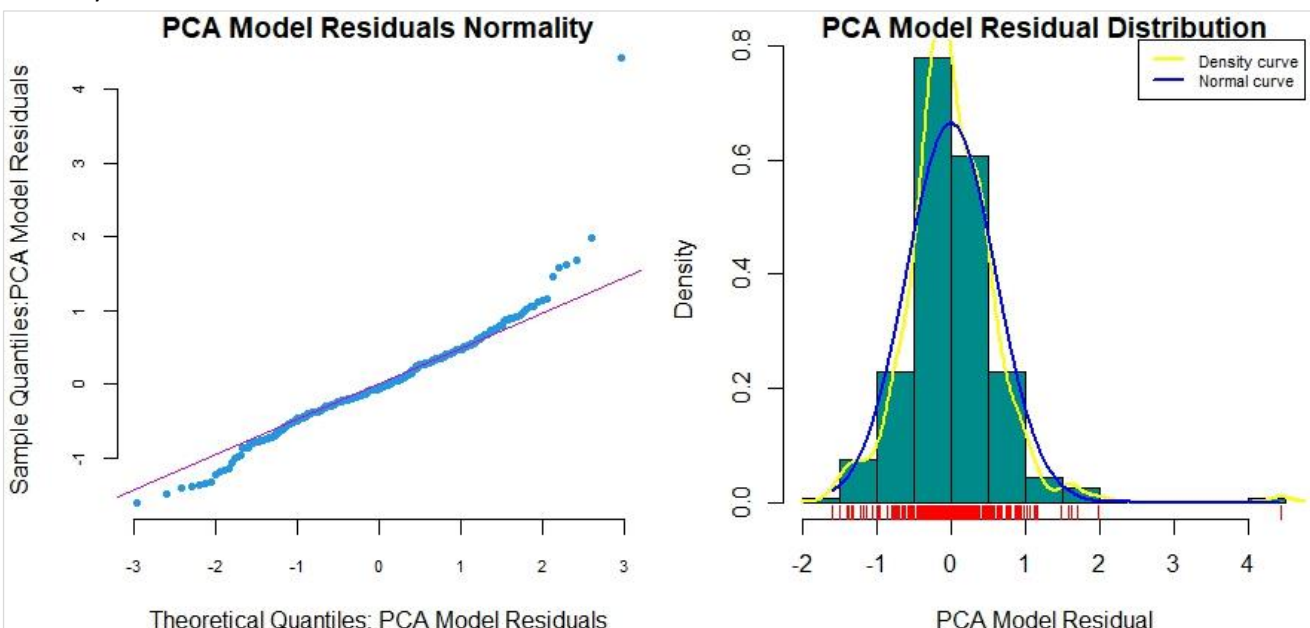 PCA Model Residuals Normality
Sample Quantiles:PCA Model Residuals
4
3
2
1
0
-1
-3 -2 -1 0 1 2 3
Theoretical Quantiles: PCA Model Residuals
PCA Model Residual Distribution
Density curve
Normal curve
Density
0.8
0.6
0.4
0.2
0.0
-2 -1 0 1 2 3 4
PCA Model Residual